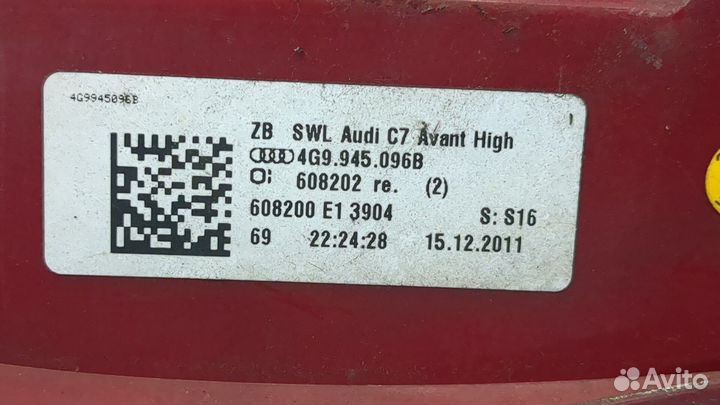 4G9945096B
ZB SWL Audi C7 Avant High
4G9.945.096B
608202 re. (2)
608200 E1 3904 S: S16
69 22:24:28 15.12.2011
Avito